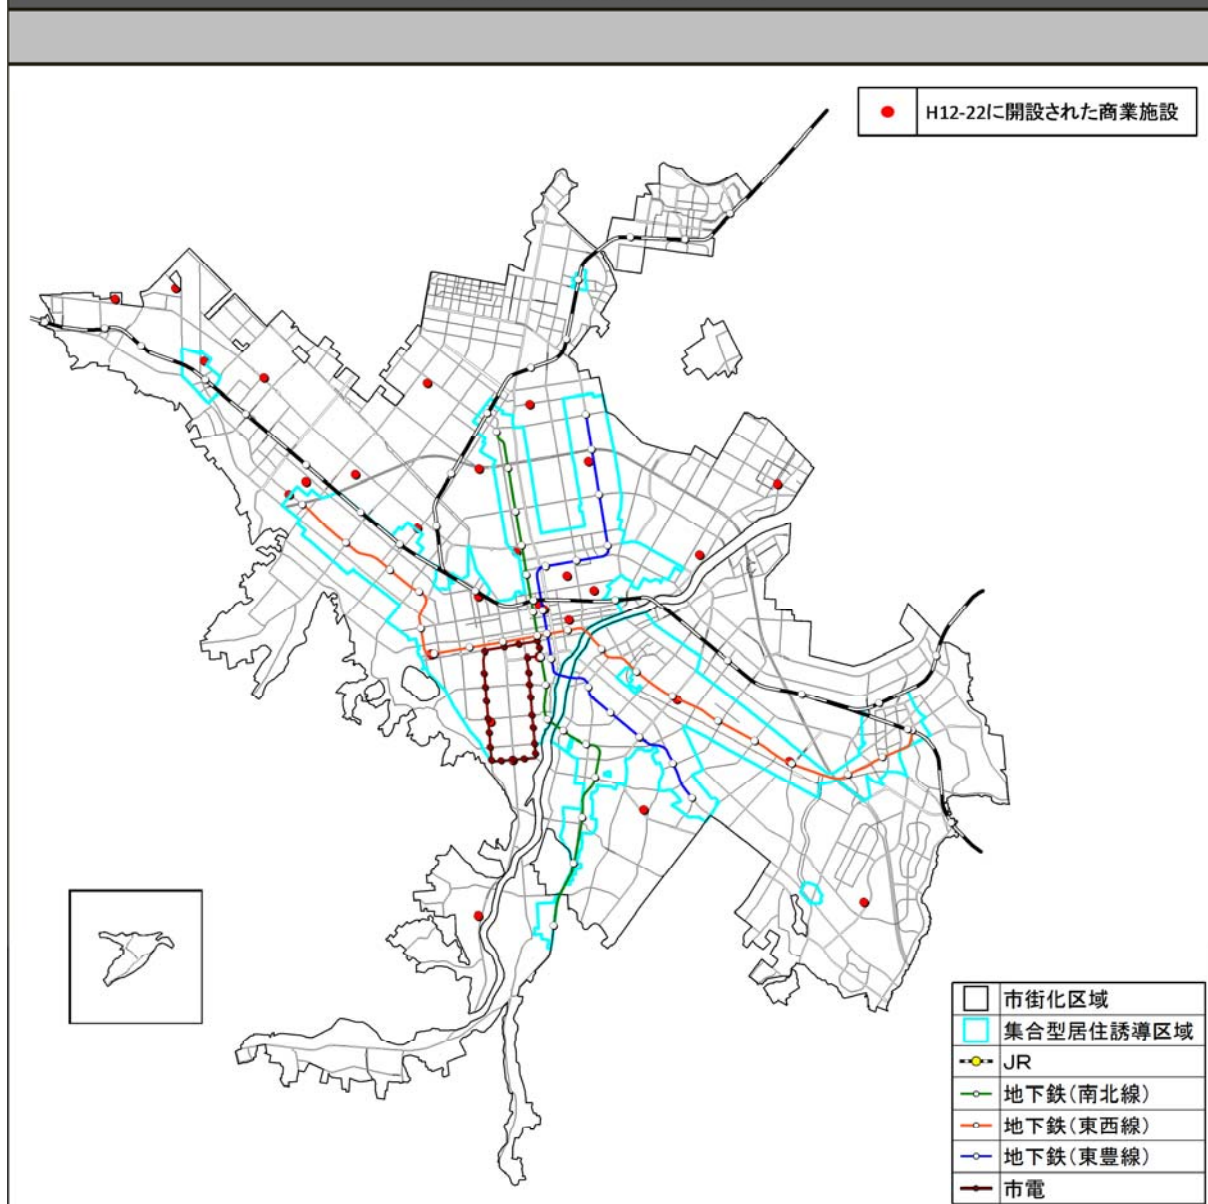 H12-22に開設された商業施設
市街化区域
集合型居住誘導区域
JR
地下鉄(南北線)
地下鉄(東西線)
地下鉄(東豊線)
市電